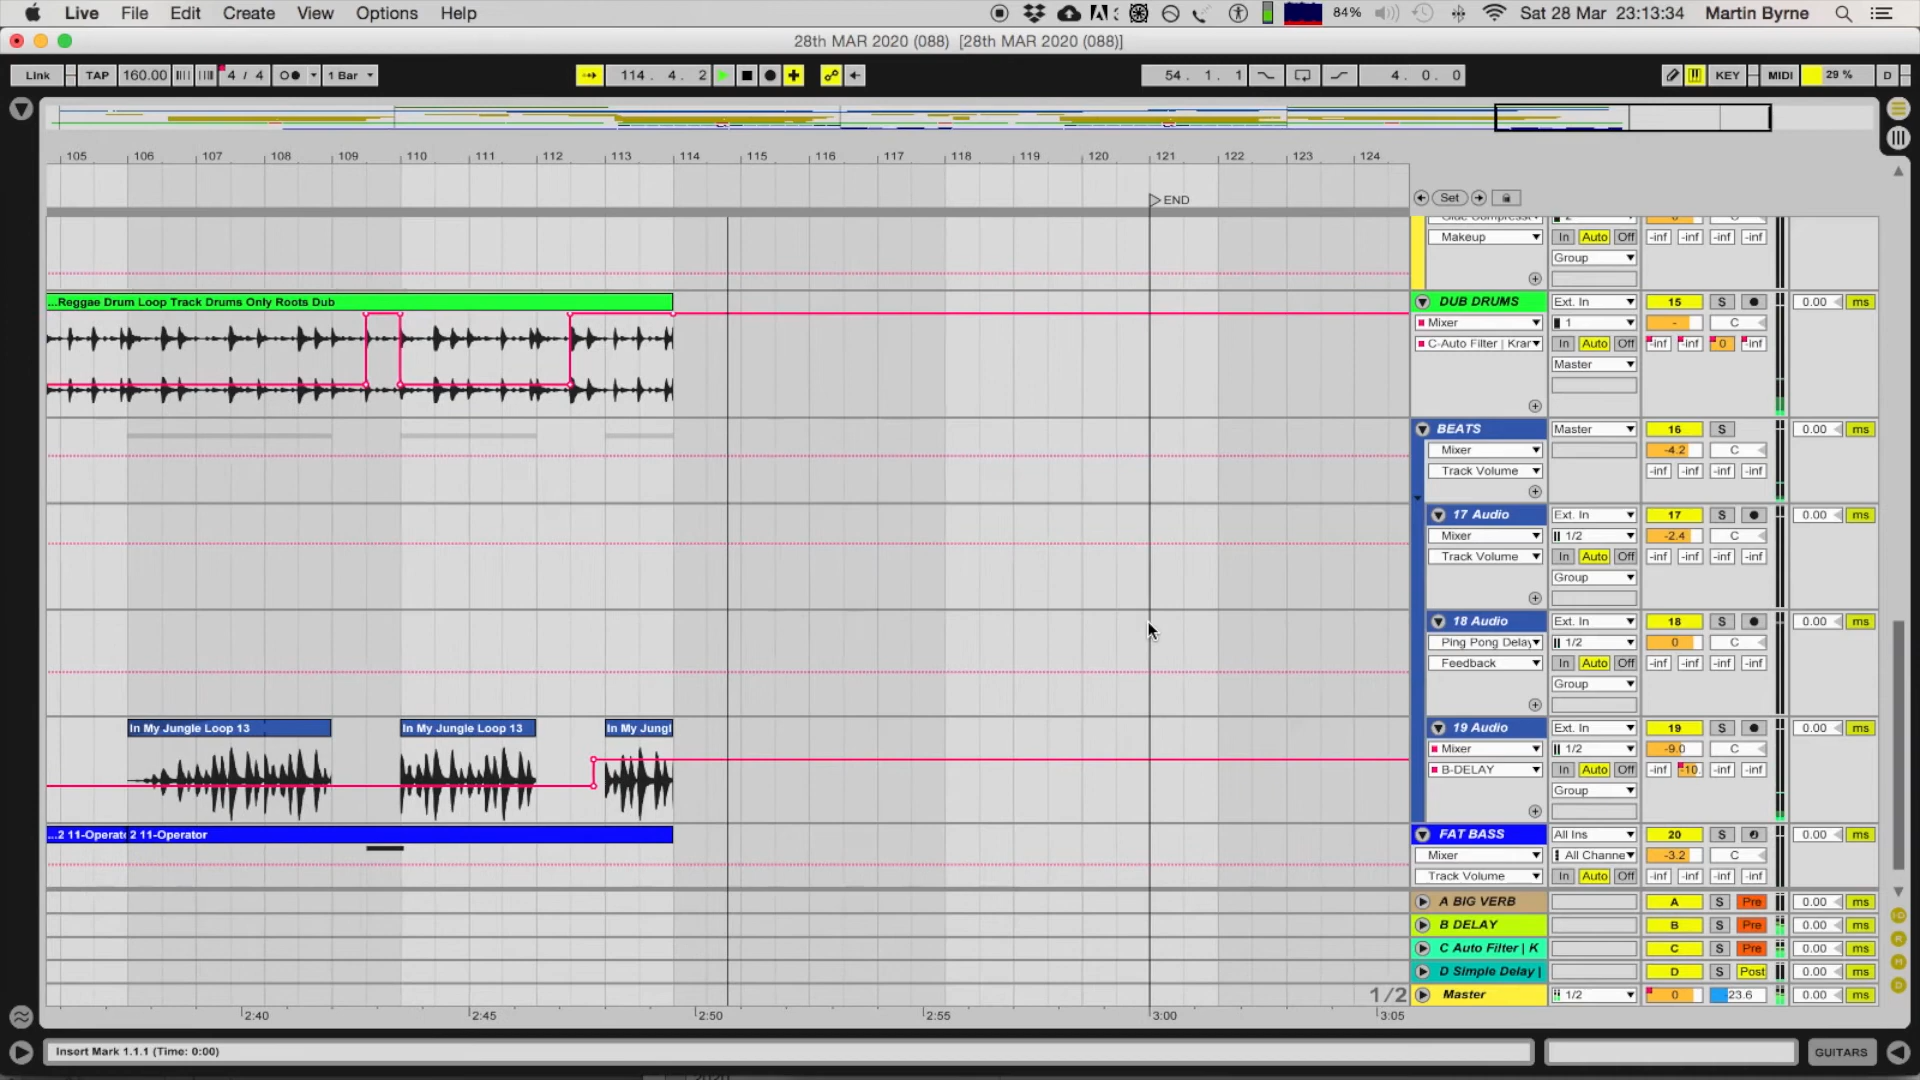 Live File Edit Create View Options Help 84% Sat 28 Mar 23:13:34 Martin Byrne
28th MAR 2020 (088) [28th MAR 2020 (088)]
Link TAP 160.00 4 / 4 1 Bar 114. 4. 2 54. 1. 1 4. 0. 0 KEY MIDI 29 % D
105 106 107 108 109 110 111 112 113 114 115 116 117 118 119 120 121 122 123 124
END
Set
Makeup In Auto Off -inf -inf -inf -inf
Group
...Reggae Drum Loop Track Drums Only Roots Dub
DUB DRUMS Ext. In 15 S 0.00 ms
Mixer 1 - C
C-Auto Filter | Krar In Auto Off -inf -inf 0 -inf
Master
BEATS Master 16 S 0.00 ms
Mixer -4.2 C
Track Volume -inf -inf -inf -inf
17 Audio Ext. In 17 S 0.00 ms
Mixer 1/2 -2.4 C
Track Volume In Auto Off -inf -inf -inf -inf
Group
18 Audio Ext. In 18 S 0.00 ms
Ping Pong Delay 1/2 0 C
Feedback In Auto Off -inf -inf -inf -inf
Group
In My Jungle Loop 13 In My Jungle Loop 13 In My Jungl
19 Audio Ext. In 19 S 0.00 ms
Mixer 1/2 -9.0 C
B-DELAY In Auto Off -inf -10. -inf -inf
Group
...2 11-Operato 2 11-Operator
FAT BASS All Ins 20 S 0.00 ms
Mixer All Channe -3.2 C
Track Volume In Auto Off -inf -inf -inf -inf
A BIG VERB A S Pre 0.00 ms
B DELAY B S Pre 0.00 ms
C Auto Filter | K C S Pre 0.00 ms
D Simple Delay | D S Post 0.00 ms
1/2 Master 1/2 0 23.6 0.00 ms
2:40 2:45 2:50 2:55 3:00 3:05
Insert Mark 1.1.1 (Time: 0:00)
GUITARS